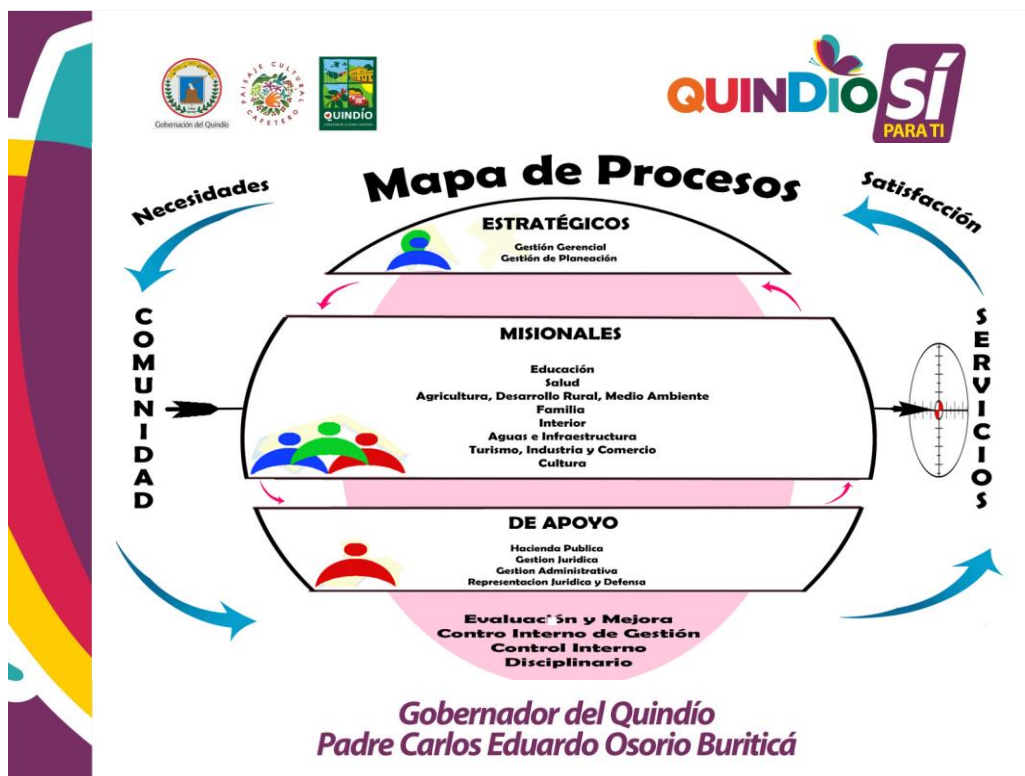 Gobernación del Quindío
PAISAJE CULTURAL CAFETERO
QUINDÍO
QUINDIO SÍ
PARA TI
Mapa de Procesos
Necesidades
Satisfacción
ESTRATÉGICOS
Gestión Gerencial
Gestión de Planeación
COMUNIDAD
SERVICIOS
MISIONALES
Educación
Salud
Agricultura, Desarrollo Rural, Medio Ambiente
Familia
Interior
Aguas e Infraestructura
Turismo, Industria y Comercio
Cultura
DE APOYO
Hacienda Publica
Gestion Juridica
Gestion Administrativa
Representacion Juridica y Defensa
Evaluación y Mejora
Contro Interno de Gestión
Control Interno
Disciplinario
Gobernador del Quindío
Padre Carlos Eduardo Osorio Buriticá